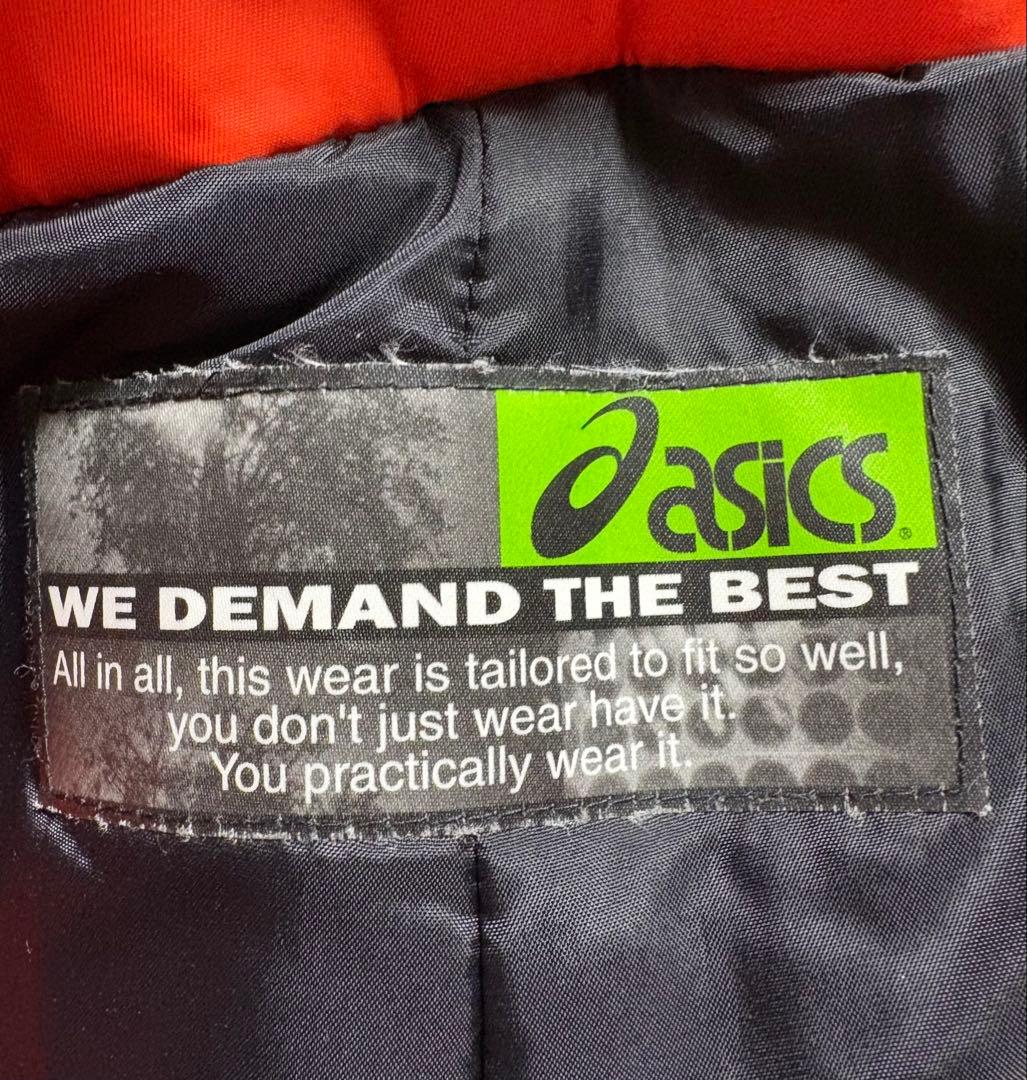 asics®
WE DEMAND THE BEST
All in all, this wear is tailored to fit so well,
you don't just wear have it.
You practically wear it.